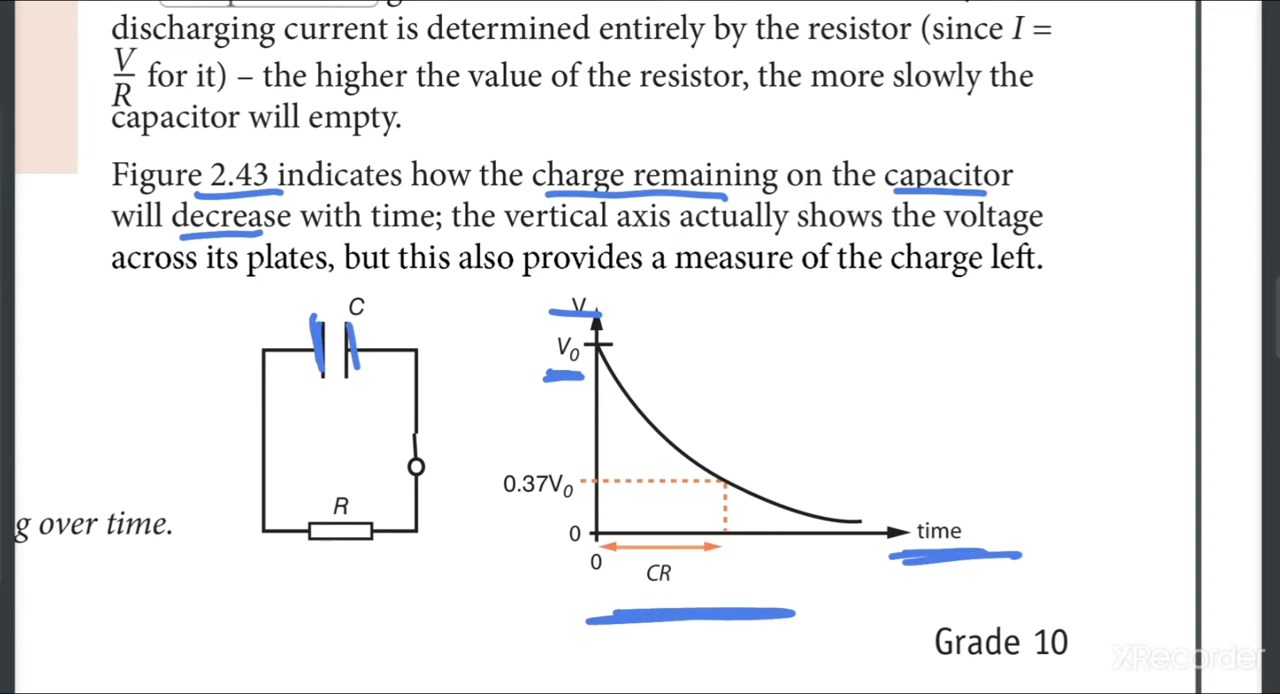 discharging current is determined entirely by the resistor (since I =
V
R
for it) – the higher the value of the resistor, the more slowly the
capacitor will empty.
Figure 2.43 indicates how the charge remaining on the capacitor
will decrease with time; the vertical axis actually shows the voltage
across its plates, but this also provides a measure of the charge left.
C
R
g over time.
V
V₀
0.37V₀
0
0
CR
time
Grade 10
XRecorder